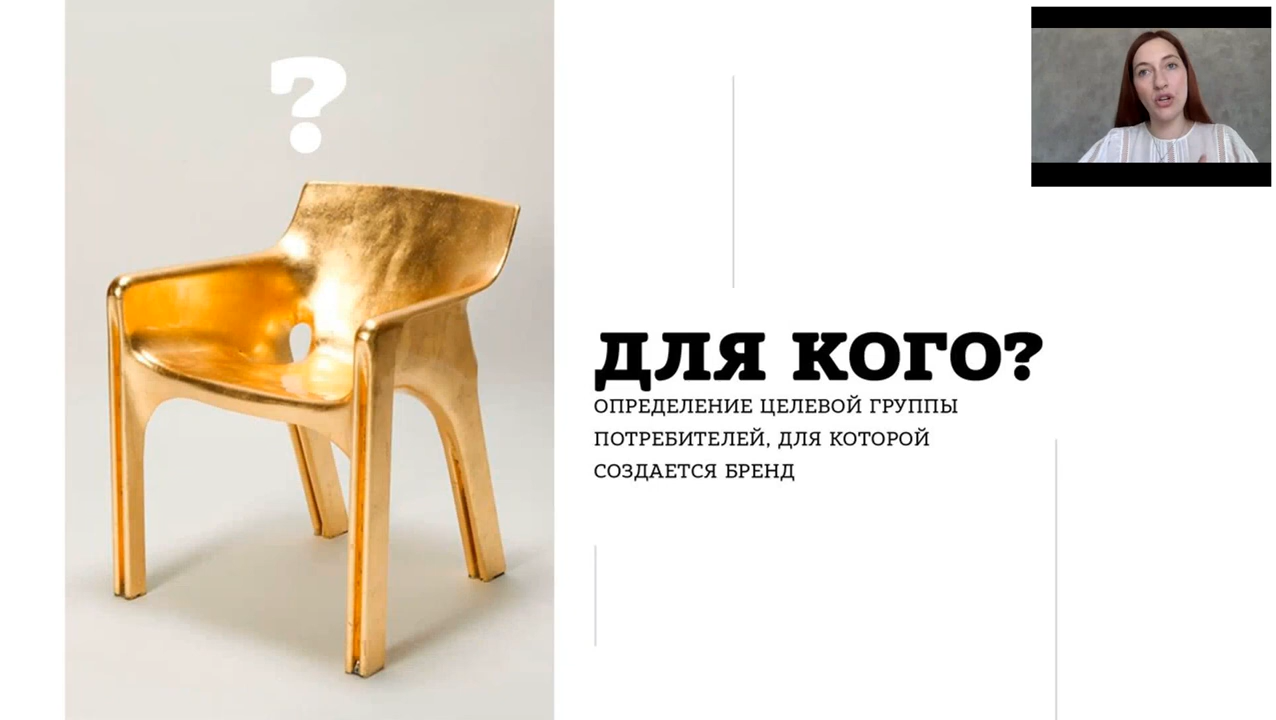 ?
ДЛЯ КОГО?
ОПРЕДЕЛЕНИЕ ЦЕЛЕВОЙ ГРУППЫ
ПОТРЕБИТЕЛЕЙ, ДЛЯ КОТОРОЙ
СОЗДАЕТСЯ БРЕНД